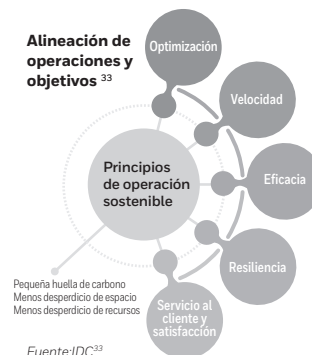 Alineación de
operaciones y
objetivos 33
Optimización
Velocidad
Eficacia
Resiliencia
Servicio al
cliente y
satisfacción
Principios
de operación
sostenible
Pequeña huella de carbono
Menos desperdicio de espacio
Menos desperdicio de recursos
Fuente:IDC33